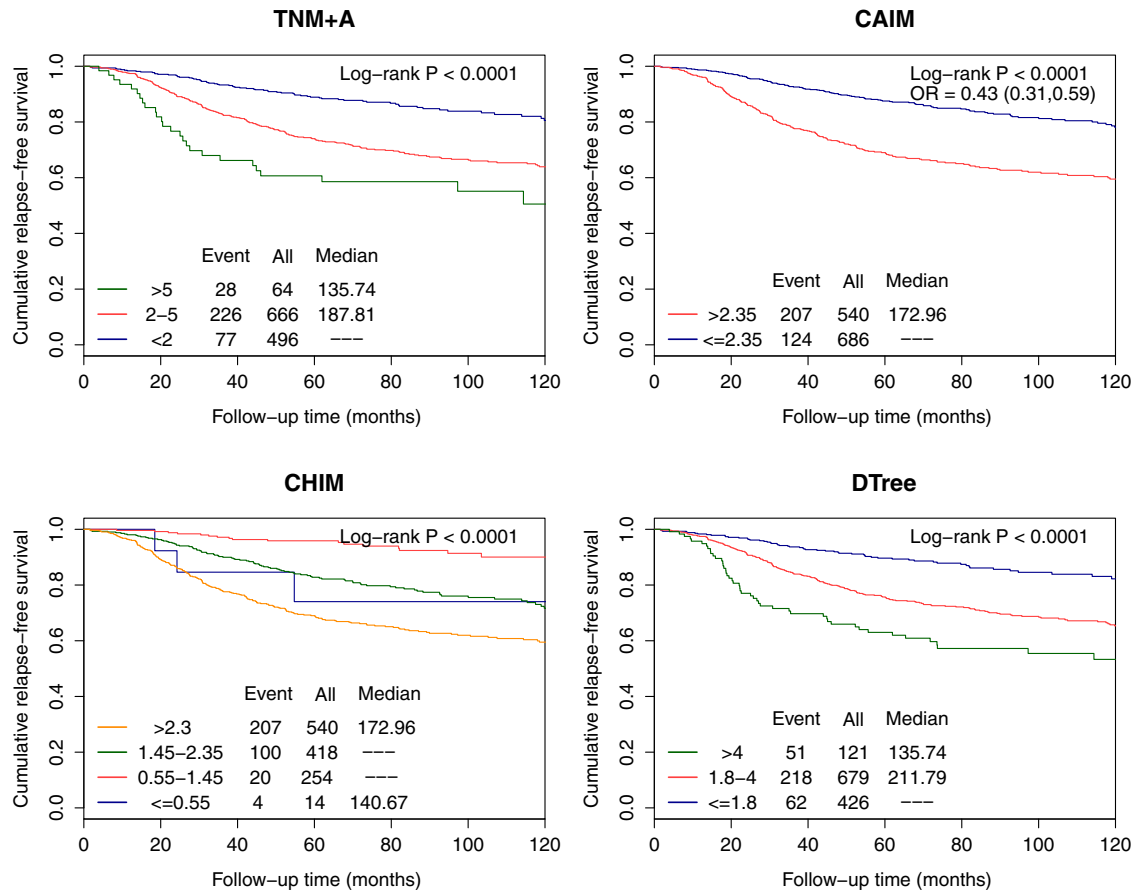 TNM+A
Cumulative relapse−free survival
1.0
0.8
0.6
0.4
0.2
0.0
Log−rank P < 0.0001
Event All Median
>5 28 64 135.74
2−5 226 666 187.81
<2 77 496 −−−
0 20 40 60 80 100 120
Follow−up time (months)
CAIM
Cumulative relapse−free survival
1.0
0.8
0.6
0.4
0.2
0.0
Log−rank P < 0.0001
OR = 0.43 (0.31,0.59)
Event All Median
>2.35 207 540 172.96
<=2.35 124 686 −−−
0 20 40 60 80 100 120
Follow−up time (months)
CHIM
Cumulative relapse−free survival
1.0
0.8
0.6
0.4
0.2
0.0
Log−rank P < 0.0001
Event All Median
>2.3 207 540 172.96
1.45−2.35 100 418 −−−
0.55−1.45 20 254 −−−
<=0.55 4 14 140.67
0 20 40 60 80 100 120
Follow−up time (months)
DTree
Cumulative relapse−free survival
1.0
0.8
0.6
0.4
0.2
0.0
Log−rank P < 0.0001
Event All Median
>4 51 121 135.74
1.8−4 218 679 211.79
<=1.8 62 426 −−−
0 20 40 60 80 100 120
Follow−up time (months)